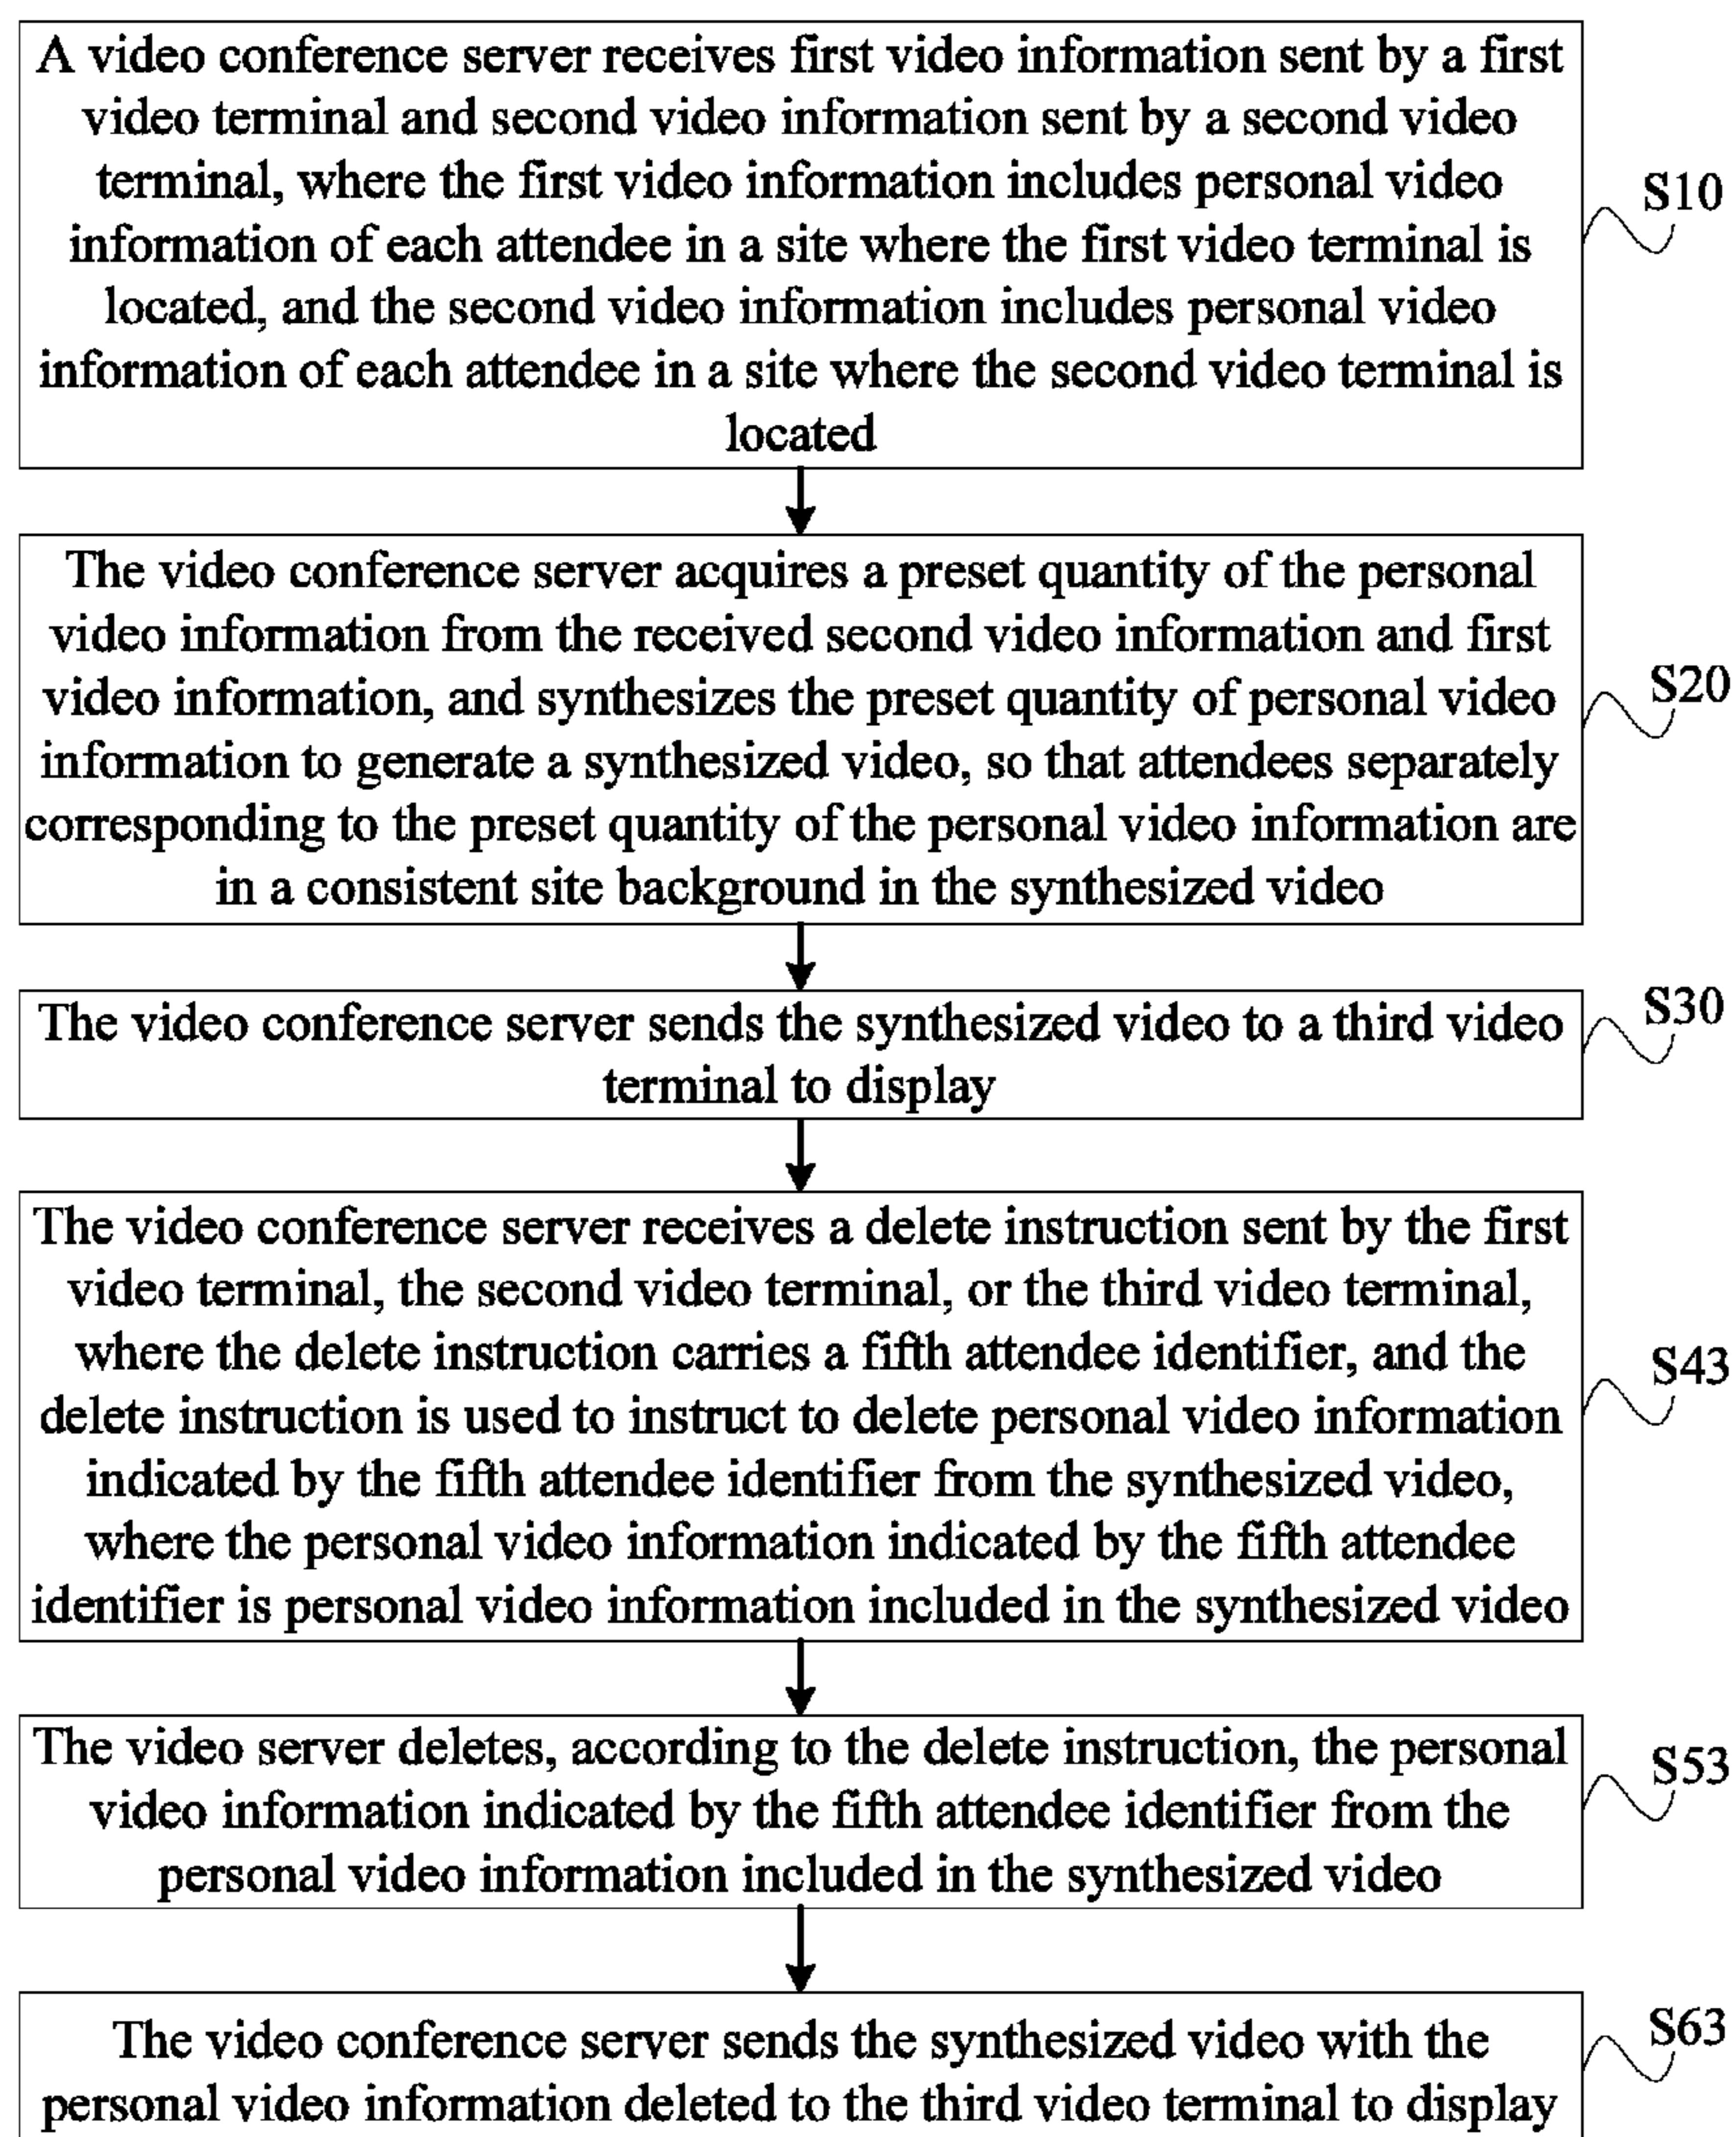 A video conference server receives first video information sent by a first
video terminal and second video information sent by a second video
terminal, where the first video information includes personal video
information of each attendee in a site where the first video terminal is
located, and the second video information includes personal video
information of each attendee in a site where the second video terminal is
located
S10
The video conference server acquires a preset quantity of the personal
video information from the received second video information and first
video information, and synthesizes the preset quantity of personal video
information to generate a synthesized video, so that attendees separately
corresponding to the preset quantity of the personal video information are
in a consistent site background in the synthesized video
S20
The video conference server sends the synthesized video to a third video
terminal to display
S30
The video conference server receives a delete instruction sent by the first
video terminal, the second video terminal, or the third video terminal,
where the delete instruction carries a fifth attendee identifier, and the
delete instruction is used to instruct to delete personal video information
indicated by the fifth attendee identifier from the synthesized video,
where the personal video information indicated by the fifth attendee
identifier is personal video information included in the synthesized video
S43
The video server deletes, according to the delete instruction, the personal
video information indicated by the fifth attendee identifier from the
personal video information included in the synthesized video
S53
The video conference server sends the synthesized video with the
personal video information deleted to the third video terminal to display
S63